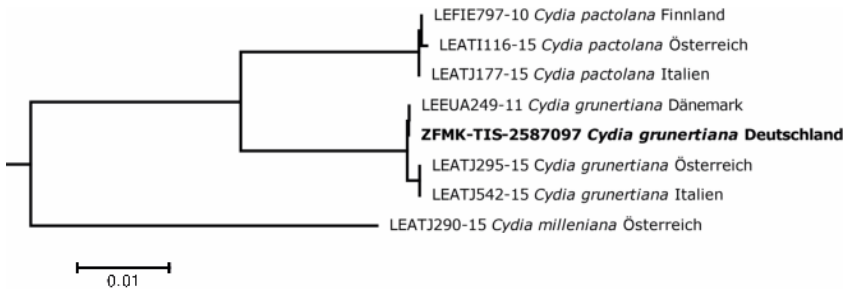 LEFIE797-10 Cydia pactolana Finnland
LEATI116-15 Cydia pactolana Österreich
LEATJ177-15 Cydia pactolana Italien
LEEUA249-11 Cydia grunertiana Dänemark
ZFMK-TIS-2587097 Cydia grunertiana Deutschland
LEATJ295-15 Cydia grunertiana Österreich
LEATJ542-15 Cydia grunertiana Italien
LEATJ290-15 Cydia milleniana Österreich
0.01